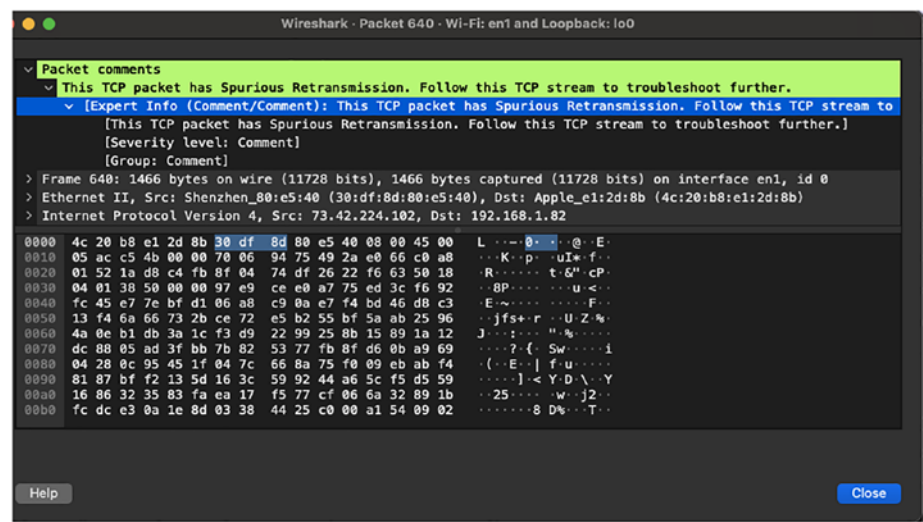 Wireshark · Packet 640 · Wi-Fi: en1 and Loopback: lo0
Packet comments
This TCP packet has Spurious Retransmission. Follow this TCP stream to troubleshoot further.
[Expert Info (Comment/Comment): This TCP packet has Spurious Retransmission. Follow this TCP stream to
[This TCP packet has Spurious Retransmission. Follow this TCP stream to troubleshoot further.]
[Severity level: Comment]
[Group: Comment]
Frame 640: 1466 bytes on wire (11728 bits), 1466 bytes captured (11728 bits) on interface en1, id 0
Ethernet II, Src: Shenzhen_80:e5:40 (30:df:8d:80:e5:40), Dst: Apple_e1:2d:8b (4c:20:b8:e1:2d:8b)
Internet Protocol Version 4, Src: 73.42.224.102, Dst: 192.168.1.82
0000 4c 20 b8 e1 2d 8b 30 df 8d 80 e5 40 08 00 45 00 L ··-·0· ···@··E·
0010 05 ac c5 4b 00 00 70 06 94 75 49 2a e0 66 c0 a8 ···K··p· ·uI*·f··
0020 01 52 1a d8 c4 fb 8f 04 74 df 26 22 f6 63 50 18 ·R······ t·&"·cP·
0030 04 01 38 50 00 00 97 e9 ce e0 a7 75 ed 3c f6 92 ··8P···· ···u·<··
0040 fc 45 e7 7e bf d1 06 a8 c9 0a e7 f4 bd 46 d8 c3 ·E·~···· ·····F··
0050 13 f4 6a 66 73 2b ce 72 e5 b2 55 bf 5a ab 25 96 ··jfs+·r ··U·Z·%·
0060 4a 0e b1 db 3a 1c f3 d9 22 99 25 8b 15 89 1a 12 J···:··· "·%·····
0070 dc 88 05 ad 3f bb 7b 82 53 77 fb 8f d6 0b a9 69 ····?·{· Sw·····i
0080 04 28 0c 95 45 1f 04 7c 66 8a 75 f0 09 eb ab f4 ·(··E··| f·u·····
0090 81 87 bf f2 13 5d 16 3c 59 92 44 a6 5c f5 d5 59 ·····]·< Y·D·\··Y
00a0 16 86 32 35 83 fa ea 17 f5 77 cf 06 6a 32 89 1b ··25···· ·w··j2··
00b0 fc dc e3 0a 1e 8d 03 38 44 25 c0 00 a1 54 09 02 ·······8 D%···T··
Help
Close